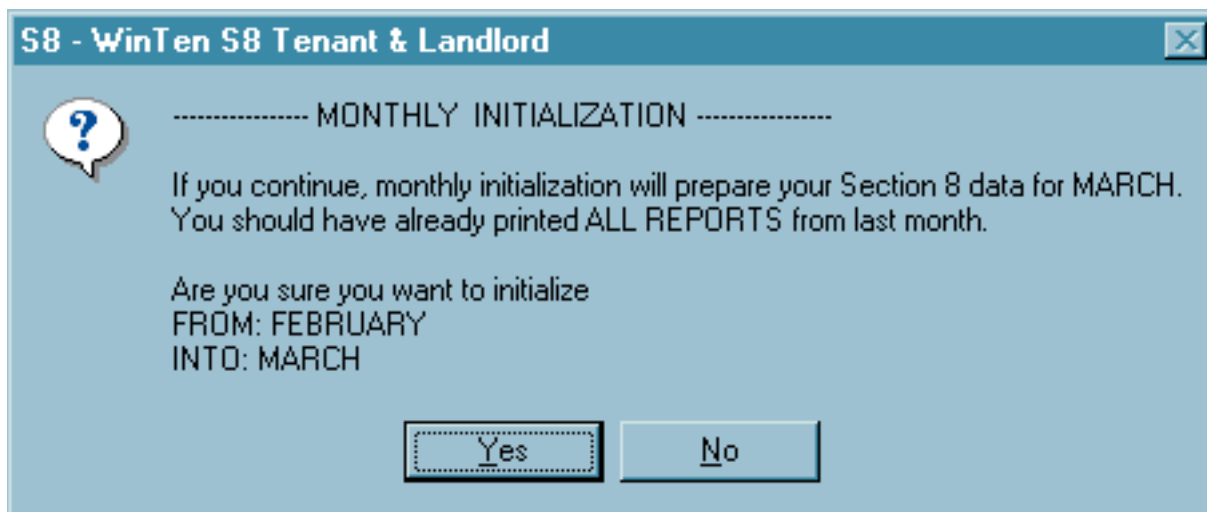 S8 - WinTen S8 Tenant & Landlord
---------------- MONTHLY  INITIALIZATION ----------------
If you continue, monthly initialization will prepare your Section 8 data for MARCH.
You should have already printed ALL REPORTS from last month.
Are you sure you want to initialize
FROM: FEBRUARY
INTO: MARCH
Yes
No